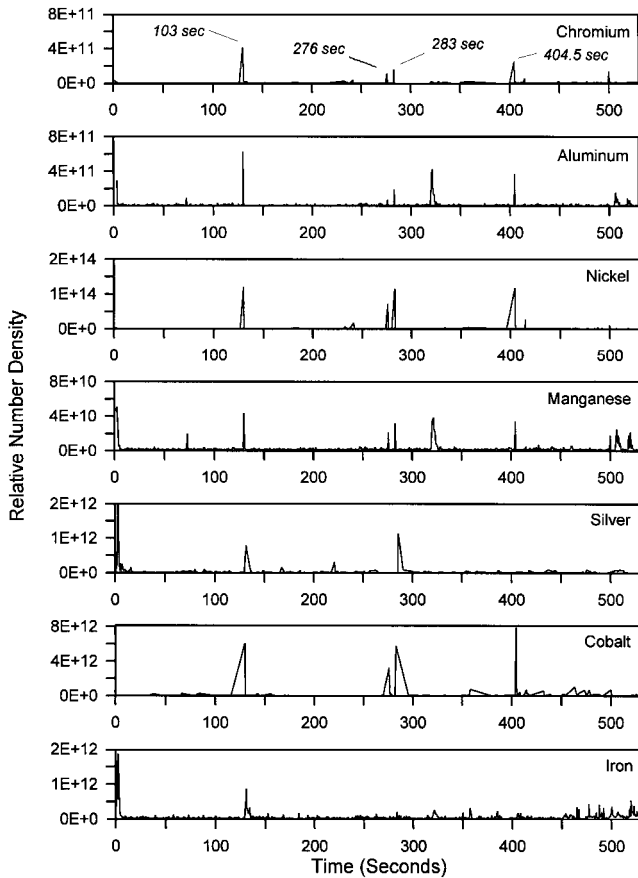 8E+11
4E+11
0E+0
103 sec
276 sec
283 sec
404.5 sec
Chromium
0 100 200 300 400 500
8E+11
4E+11
0E+0
Aluminum
0 100 200 300 400 500
2E+14
1E+14
0E+0
Nickel
0 100 200 300 400 500
8E+10
4E+10
0E+0
Manganese
0 100 200 300 400 500
2E+12
1E+12
0E+0
Silver
0 100 200 300 400 500
8E+12
4E+12
0E+0
Cobalt
0 100 200 300 400 500
2E+12
1E+12
0E+0
Iron
0 100 200 300 400 500
Time (Seconds)
Relative Number Density